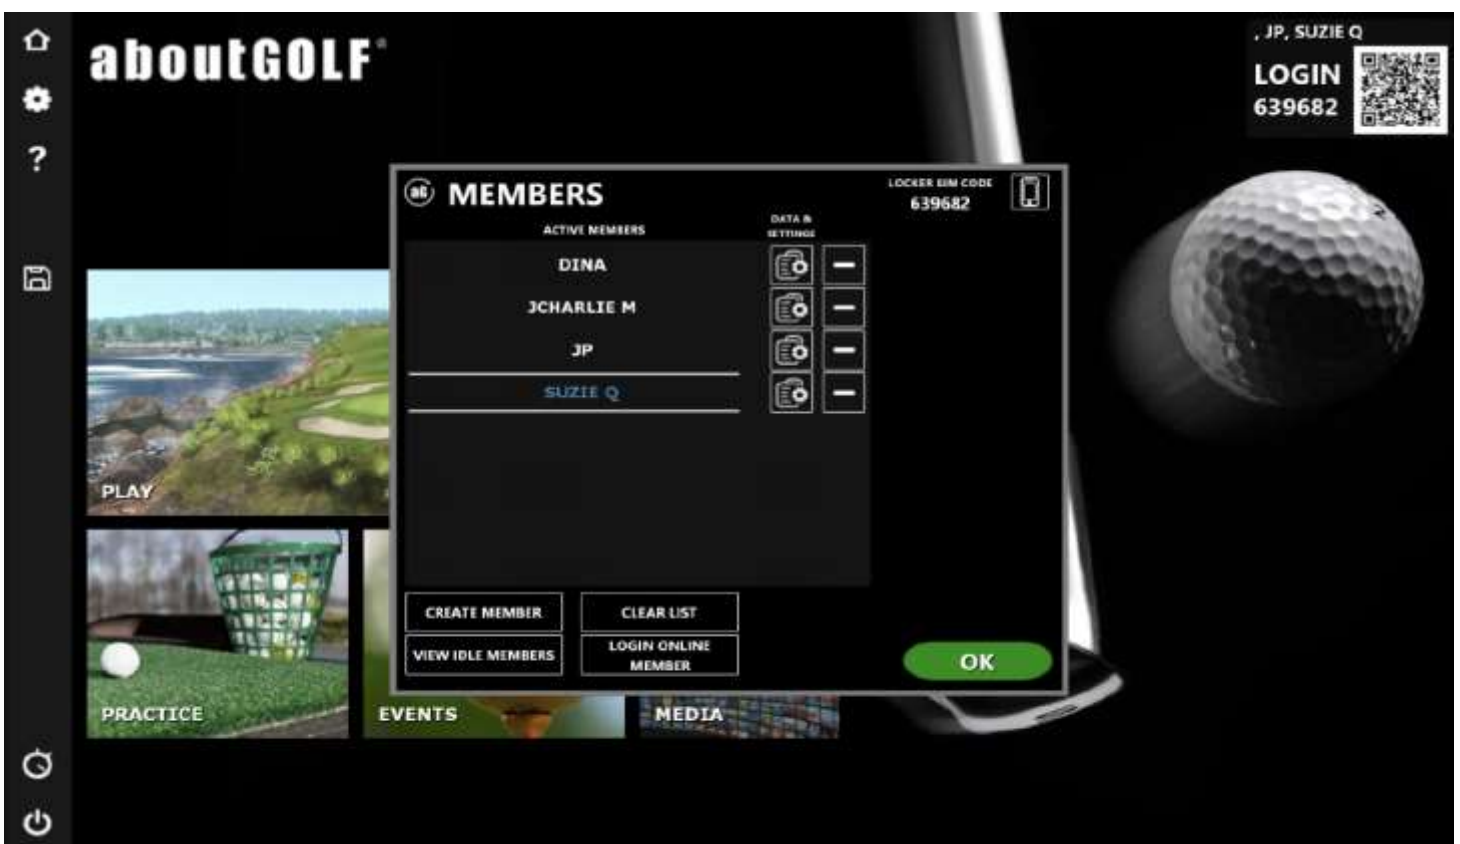 aboutGOLF®
, JP, SUZIE Q
LOGIN
639682
?
aG MEMBERS
LOCKER SIM CODE
639682
ACTIVE MEMBERS
DATA &
SETTINGS
DINA
JCHARLIE M
JP
SUZIE Q
CREATE MEMBER
CLEAR LIST
VIEW IDLE MEMBERS
LOGIN ONLINE
MEMBER
OK
PLAY
PRACTICE
EVENTS
MEDIA